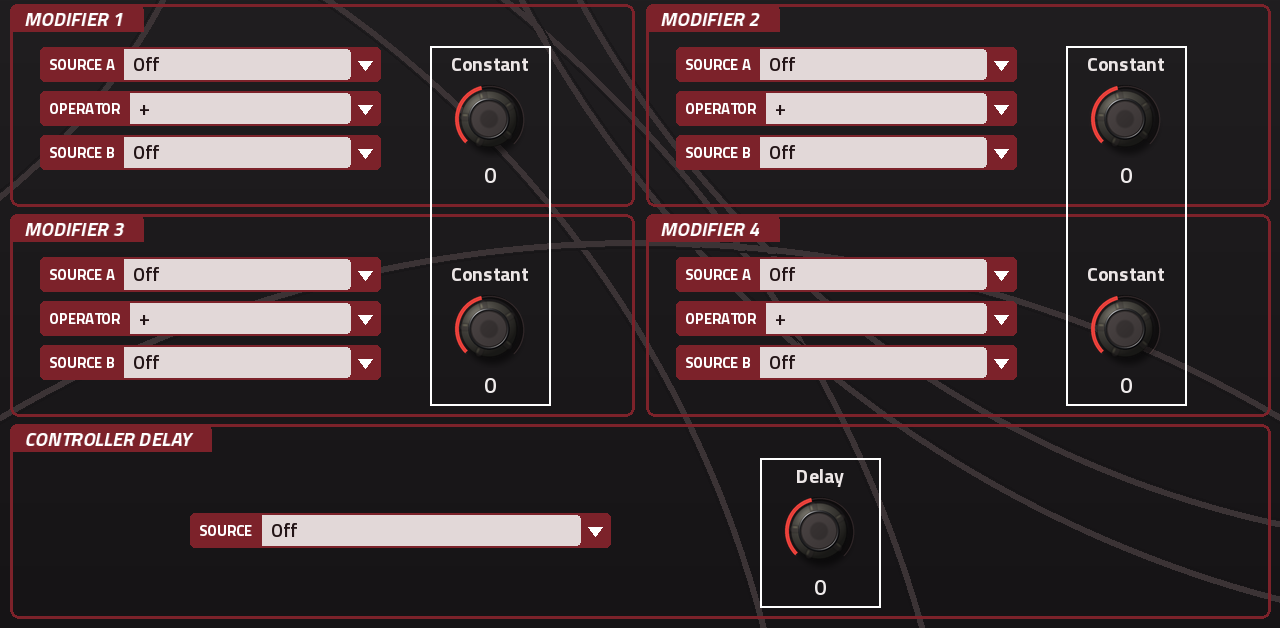 MODIFIER 1
SOURCE A Off
OPERATOR +
SOURCE B Off
Constant
0
MODIFIER 2
SOURCE A Off
OPERATOR +
SOURCE B Off
Constant
0
MODIFIER 3
SOURCE A Off
OPERATOR +
SOURCE B Off
Constant
0
MODIFIER 4
SOURCE A Off
OPERATOR +
SOURCE B Off
Constant
0
CONTROLLER DELAY
SOURCE Off
Delay
0